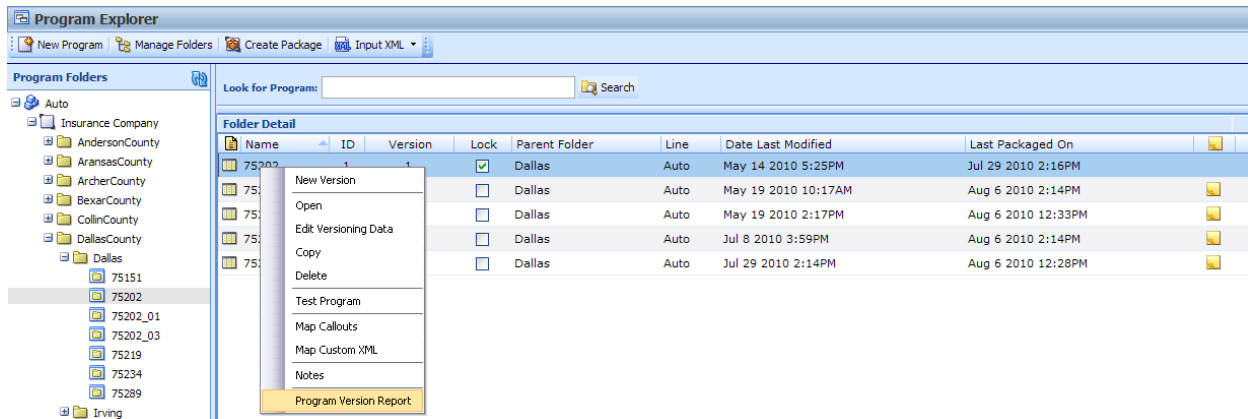 Program Explorer
New Program Manage Folders Create Package Input XML
Program Folders
Auto
Insurance Company
AndersonCounty
AransasCounty
ArcherCounty
BexarCounty
CollinCounty
DallasCounty
Dallas
75151
75202
75202_01
75202_03
75219
75234
75289
Irving
Look for Program: Search
Folder Detail
Name ID Version Lock Parent Folder Line Date Last Modified Last Packaged On
75202 1 1 Dallas Auto May 14 2010 5:25PM Jul 29 2010 2:16PM
Dallas Auto May 19 2010 10:17AM Aug 6 2010 2:14PM
Dallas Auto May 19 2010 2:17PM Aug 6 2010 12:33PM
Dallas Auto Jul 8 2010 3:59PM Aug 6 2010 2:14PM
Dallas Auto Jul 29 2010 2:14PM Aug 6 2010 12:28PM
New Version
Open
Edit Versioning Data
Copy
Delete
Test Program
Map Callouts
Map Custom XML
Notes
Program Version Report